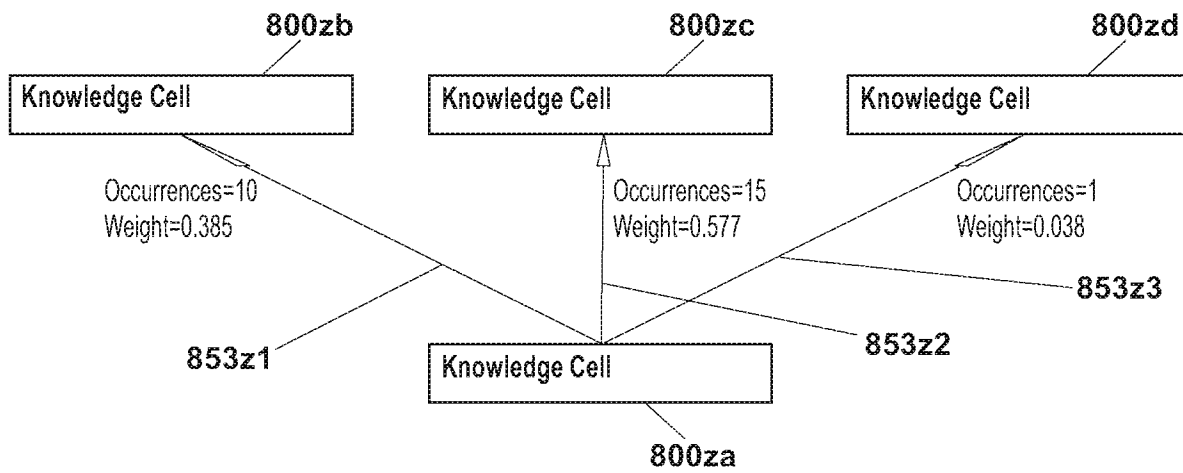 800zb
800zc
800zd
Knowledge Cell
Knowledge Cell
Knowledge Cell
Occurrences=10
Weight=0.385
Occurrences=15
Weight=0.577
Occurrences=1
Weight=0.038
853z3
853z1
853z2
Knowledge Cell
800za